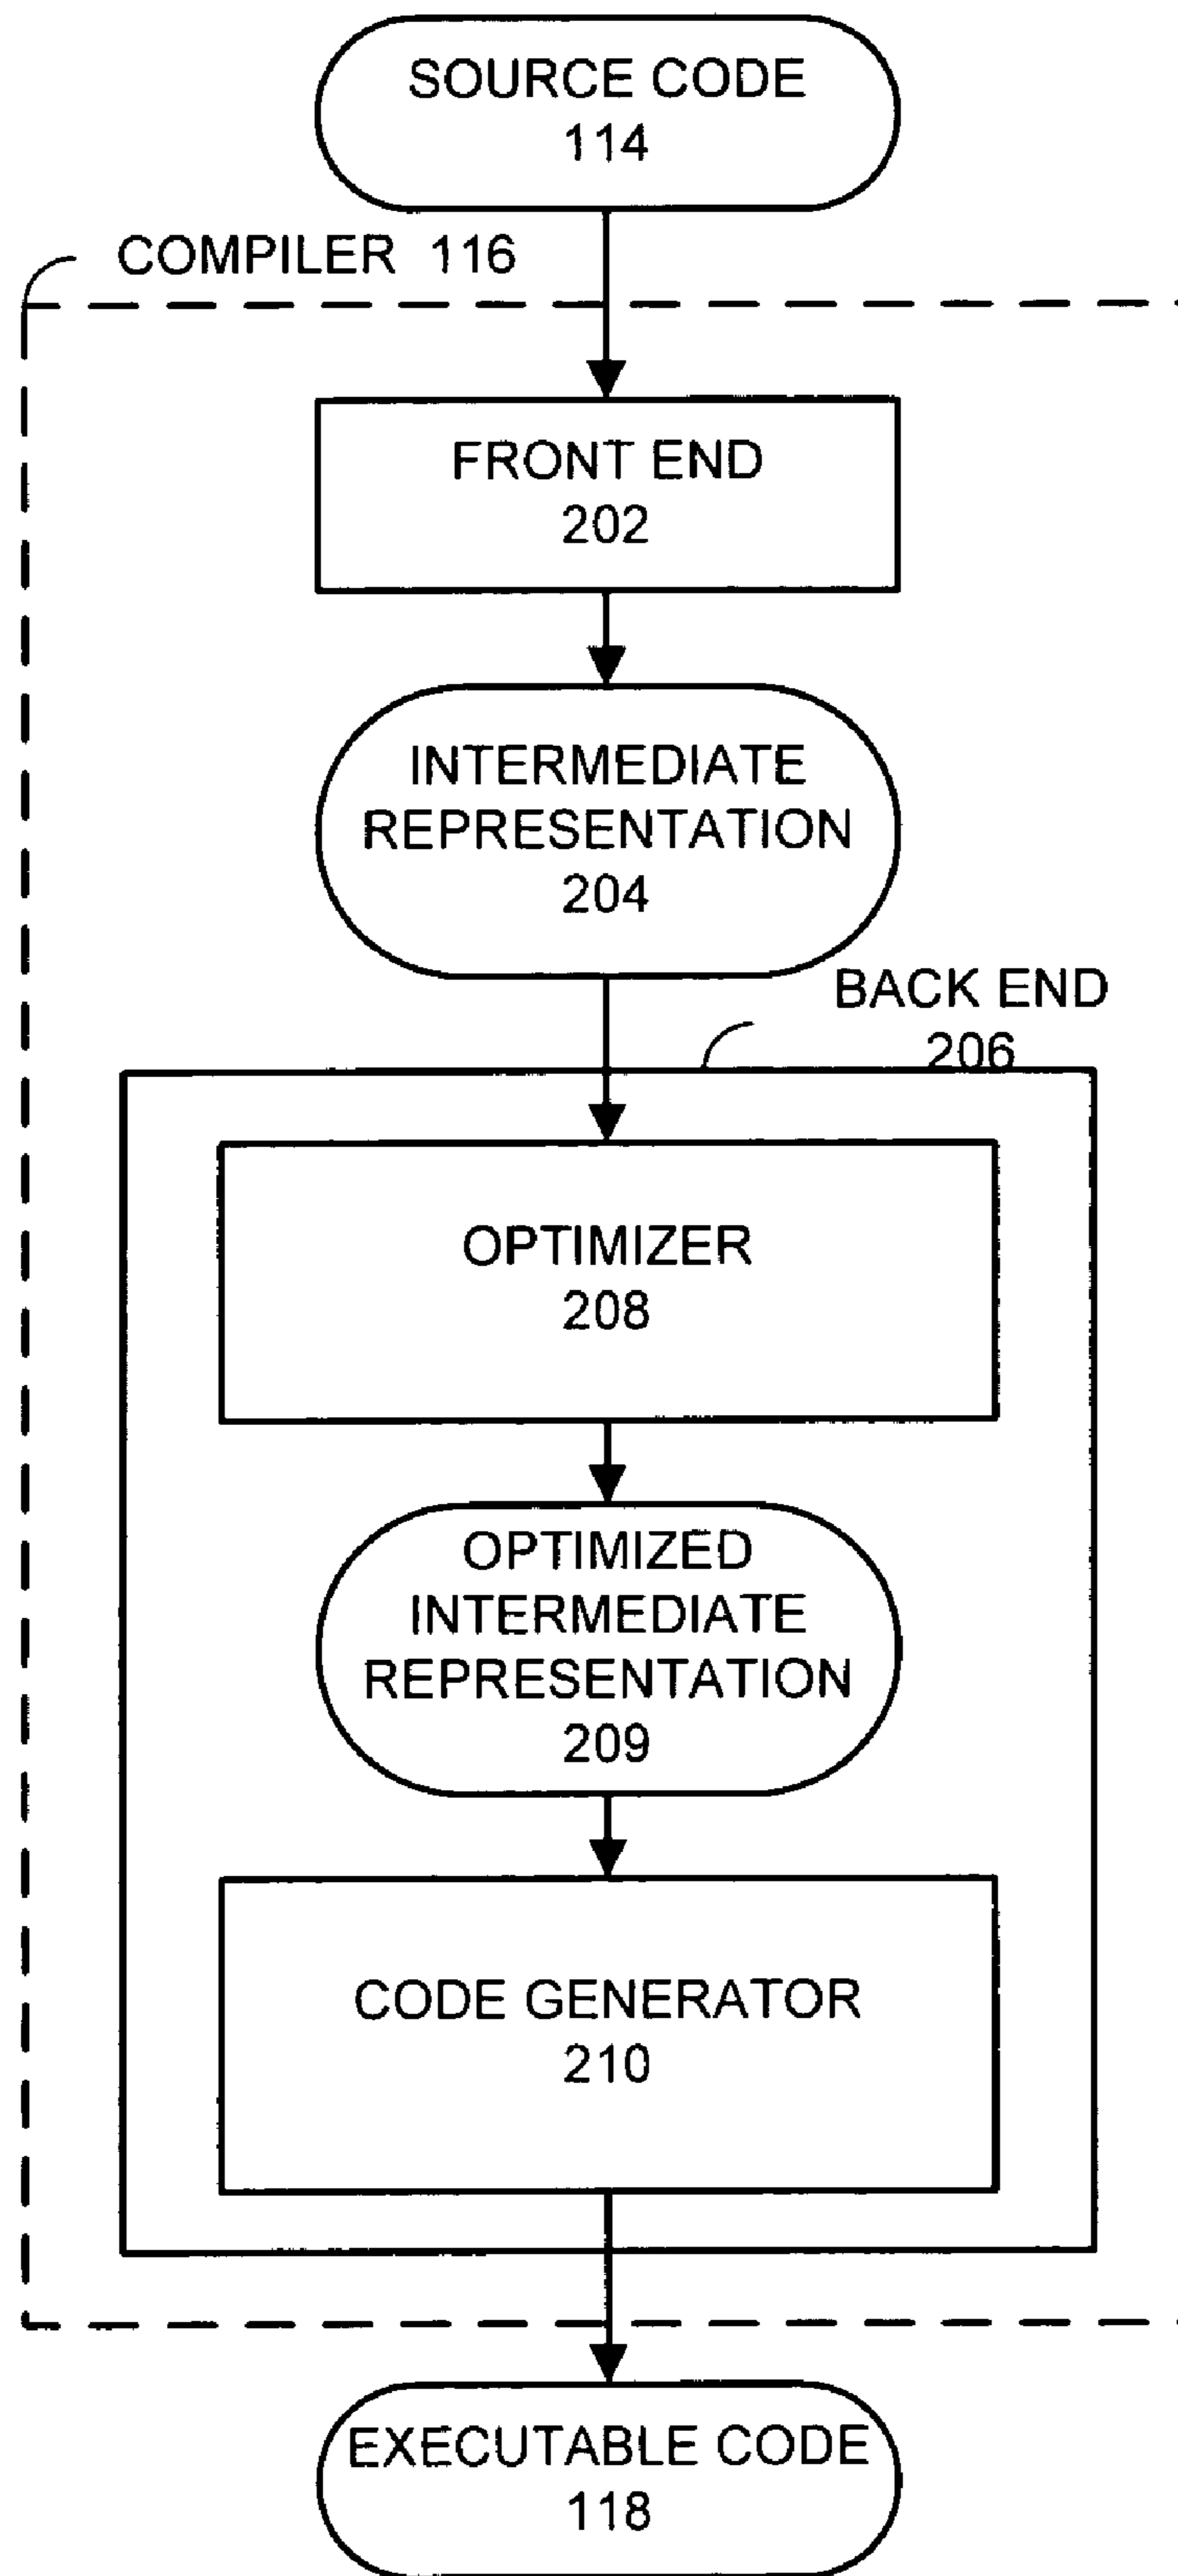 SOURCE CODE
114
COMPILER 116
FRONT END
202
INTERMEDIATE
REPRESENTATION
204
BACK END
206
OPTIMIZER
208
OPTIMIZED
INTERMEDIATE
REPRESENTATION
209
CODE GENERATOR
210
EXECUTABLE CODE
118